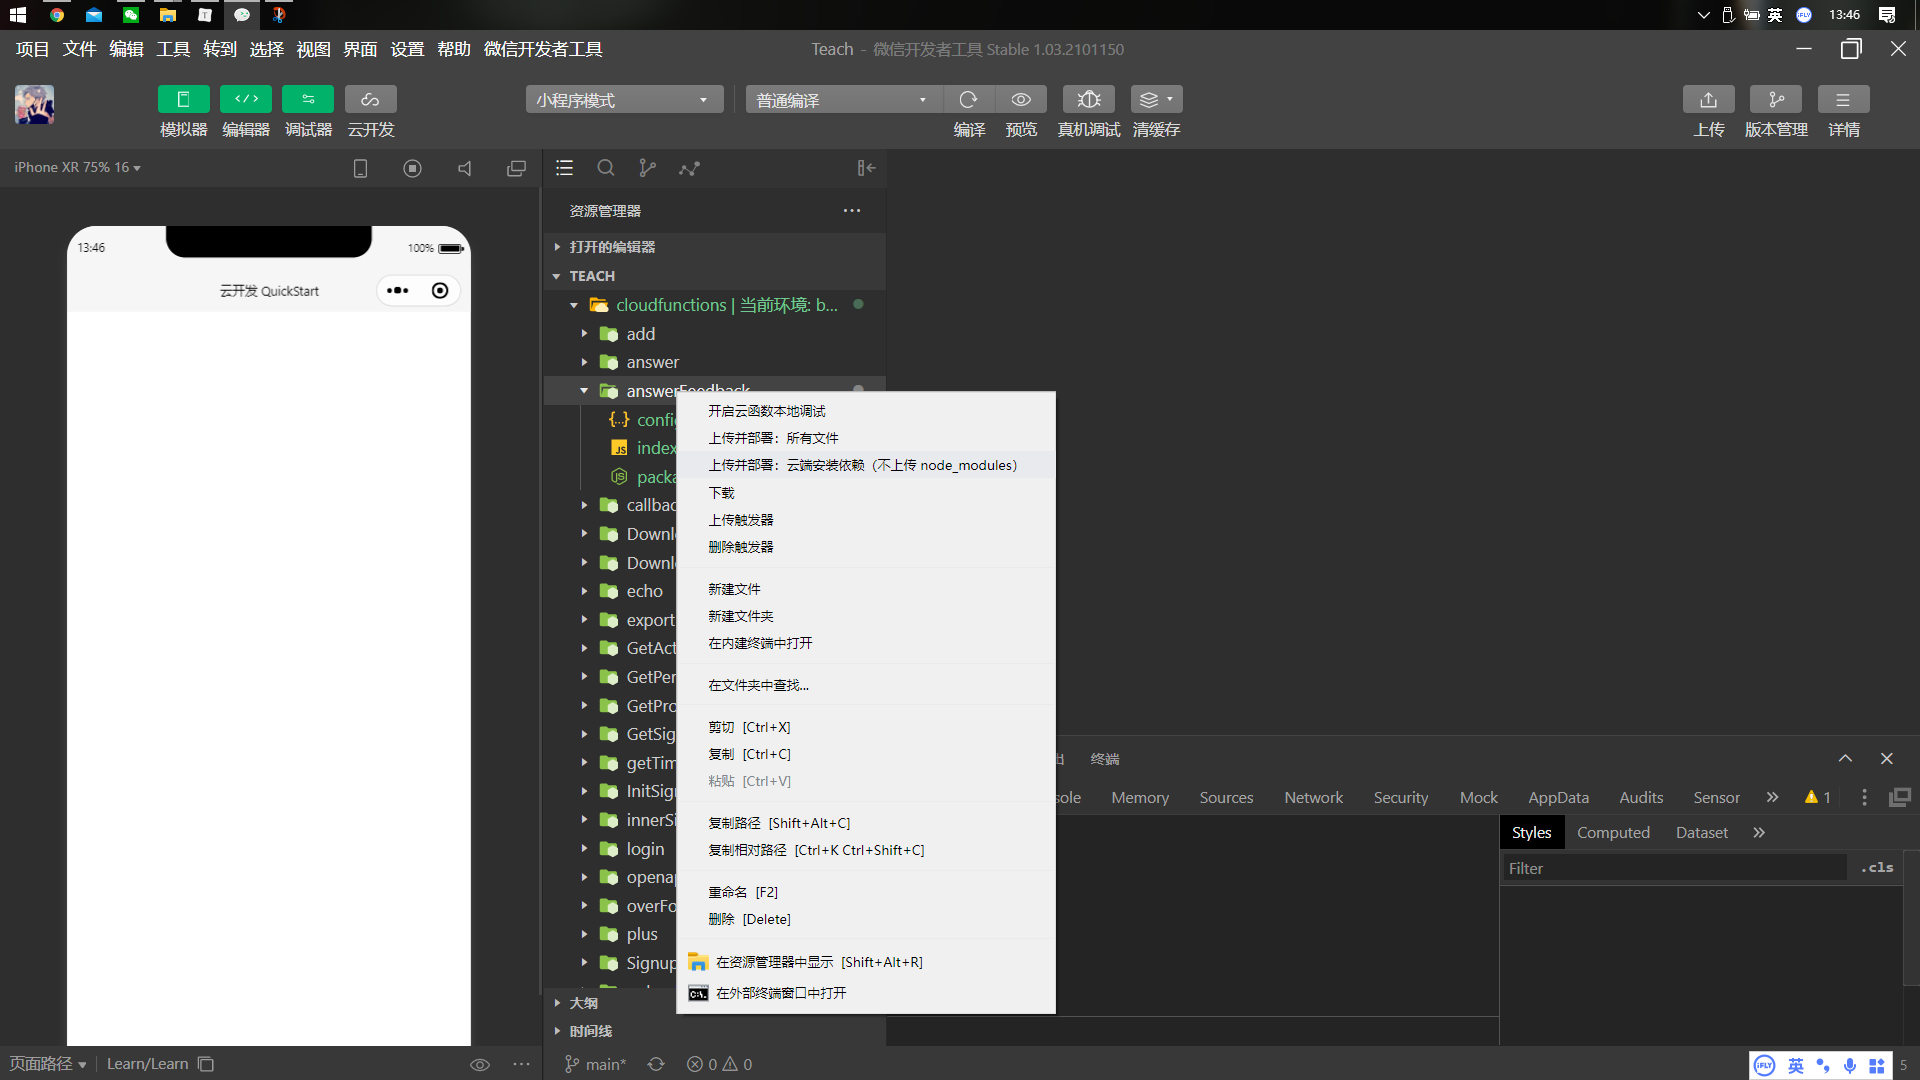 英
13:46
项目 文件 编辑 工具 转到 选择 视图 界面 设置 帮助 微信开发者工具
Teach - 微信开发者工具 Stable 1.03.2101150
小程序模式
普通编译
模拟器
编辑器
调试器
云开发
编译
预览
真机调试
清缓存
上传
版本管理
详情
iPhone XR 75% 16
13:46
100%
云开发 QuickStart
资源管理器
打开的编辑器
TEACH
cloudfunctions | 当前环境: b...
add
answer
answerFeedback
{..} confi
JS index
packa
callbac
Downl
Downl
echo
export
GetAct
GetPer
GetPro
GetSig
getTim
InitSig
innerSi
login
opena
overFo
plus
Signup
大纲
时间线
开启云函数本地调试
上传并部署：所有文件
上传并部署：云端安装依赖（不上传 node_modules）
下载
上传触发器
删除触发器
新建文件
新建文件夹
在内建终端中打开
在文件夹中查找...
剪切 [Ctrl+X]
复制 [Ctrl+C]
粘贴 [Ctrl+V]
复制路径 [Shift+Alt+C]
复制相对路径 [Ctrl+K Ctrl+Shift+C]
重命名 [F2]
删除 [Delete]
在资源管理器中显示 [Shift+Alt+R]
在外部终端窗口中打开
出 终端
sole Memory Sources Network Security Mock AppData Audits Sensor 1
Styles Computed Dataset
Filter
.cls
页面路径
Learn/Learn
main*
0
0
iFLY 英
5